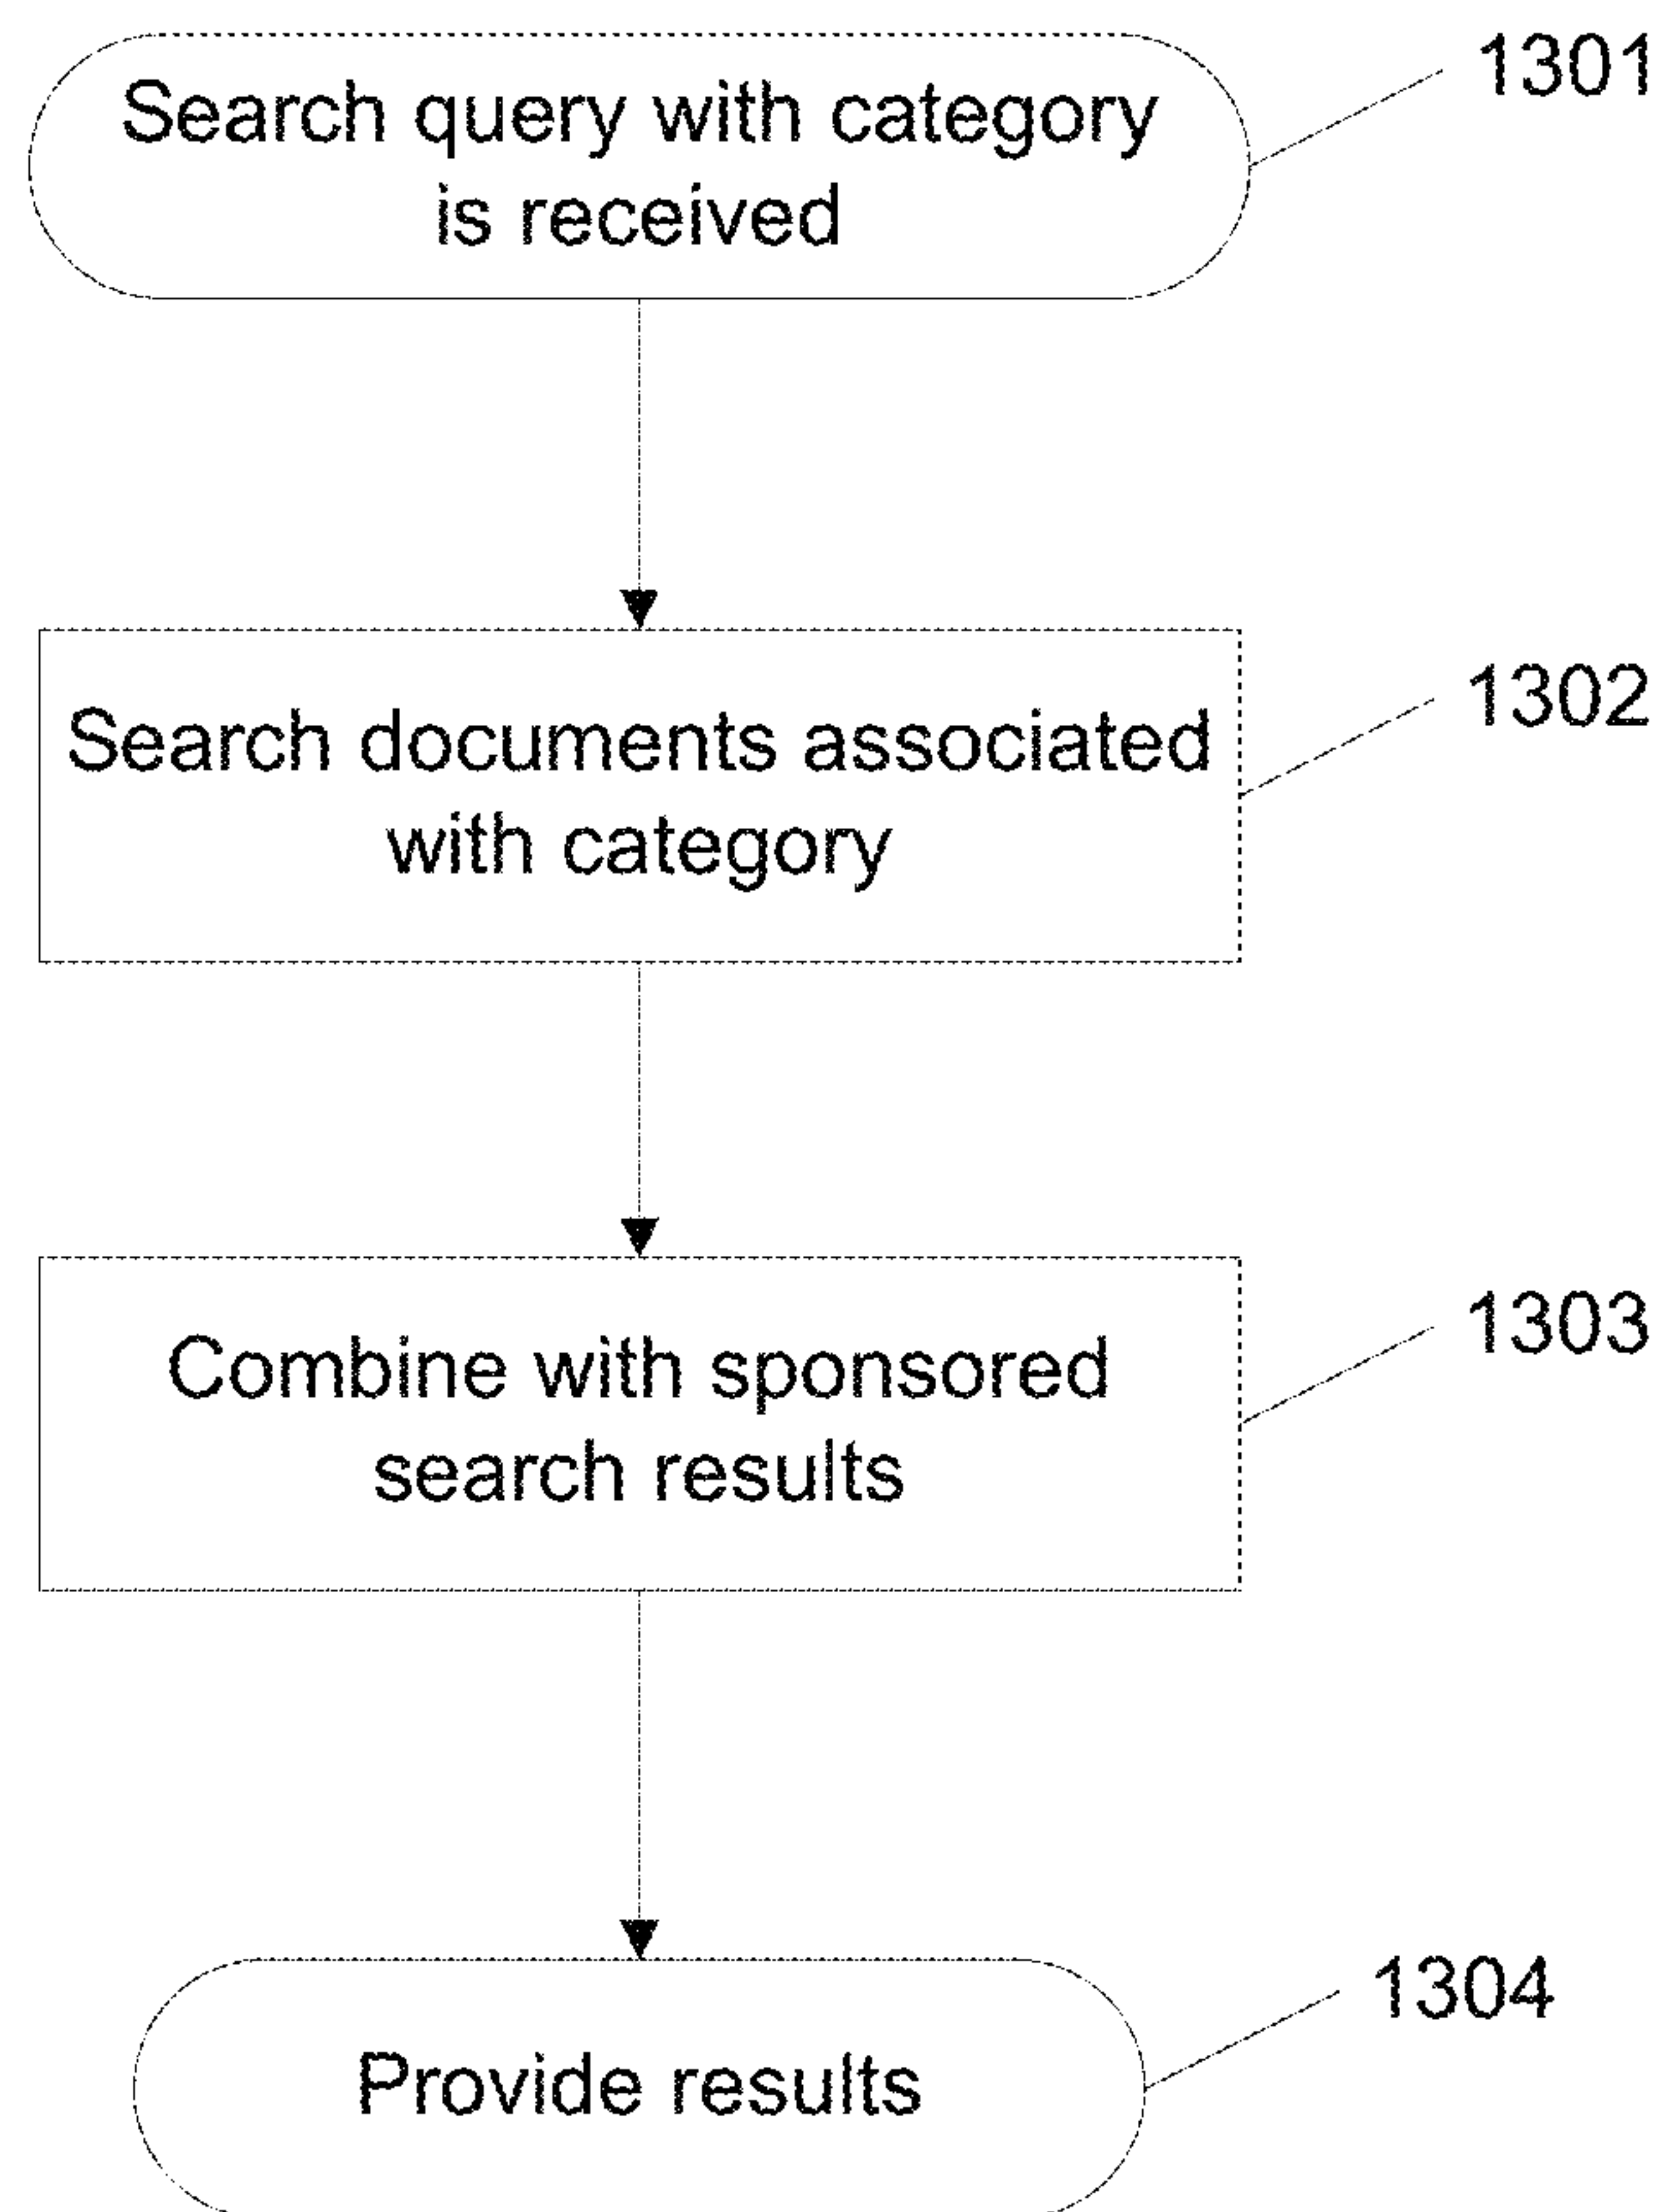 Search query with category
is received
1301
Search documents associated
with category
1302
Combine with sponsored
search results
1303
Provide results
1304